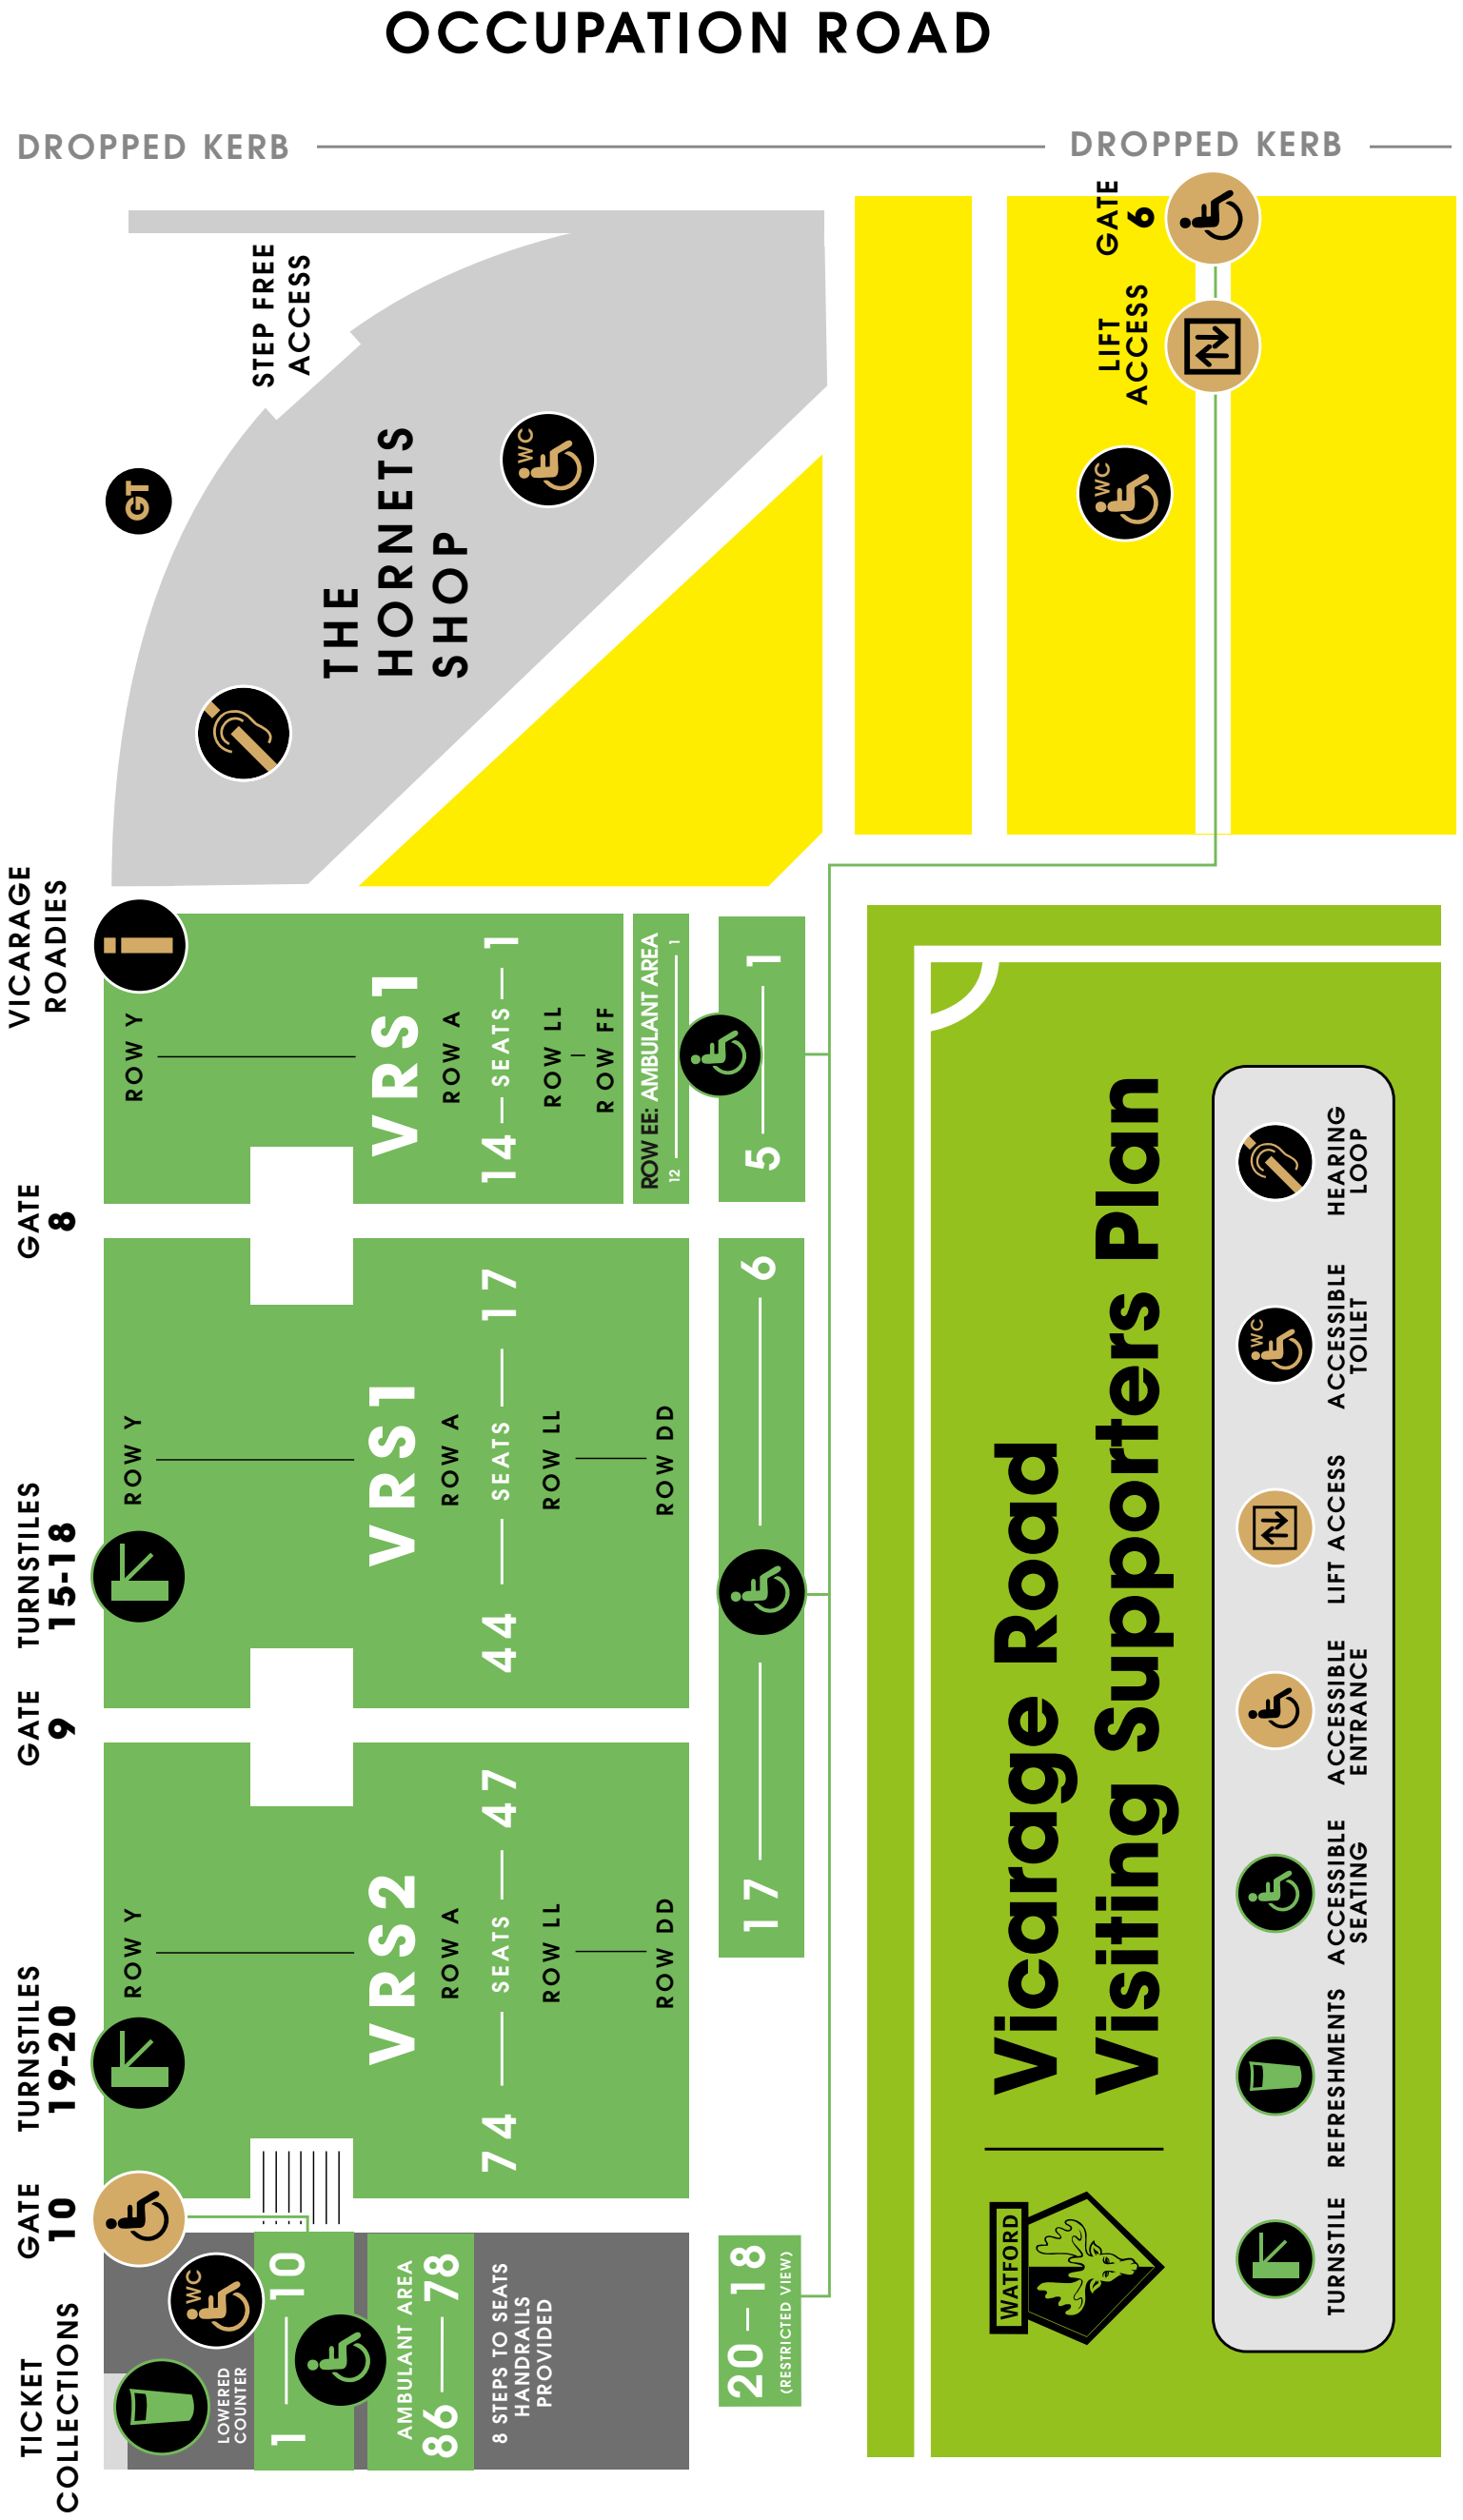 OCCUPATION ROAD
DROPPED KERB
DROPPED KERB
GATE
6
LIFT
ACCESS
WC
STEP FREE
ACCESS
GT
WC
THE
HORNETS
SHOP
VICARAGE
ROADIES
i
ROW Y
VRS1
ROW A
14 SEATS 1
ROW LL
ROW FF
ROW EE: AMBULANT AREA
12 1
5 1
GATE
8
TURNSTILES
15-18
ROW Y
VRS1
ROW A
44 SEATS 17
ROW LL
ROW DD
17 6
GATE
9
TURNSTILES
19-20
ROW Y
VRS2
ROW A
74 SEATS 47
ROW LL
ROW DD
GATE
10
TICKET
COLLECTIONS
WC
LOWERED
COUNTER
1 10
AMBULANT AREA
86 78
8 STEPS TO SEATS
HANDRAILS
PROVIDED
20 18
(RESTRICTED VIEW)
WATFORD
Vicarage Road
Visiting Supporters Plan
TURNSTILE
REFRESHMENTS
ACCESSIBLE
SEATING
ACCESSIBLE
ENTRANCE
LIFT ACCESS
WC
ACCESSIBLE
TOILET
HEARING
LOOP